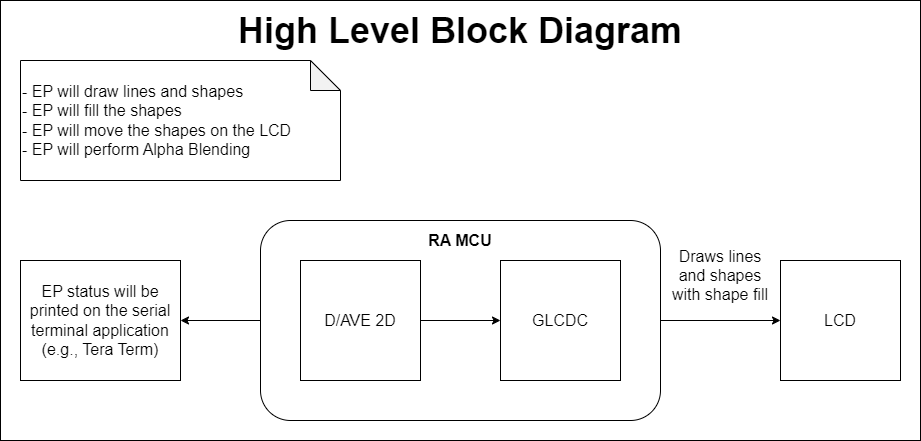 High Level Block Diagram
- EP will draw lines and shapes
- EP will fill the shapes
- EP will move the shapes on the LCD
- EP will perform Alpha Blending
RA MCU
EP status will be
printed on the serial
terminal application
(e.g., Tera Term)
D/AVE 2D
GLCDC
Draws lines
and shapes
with shape fill
LCD